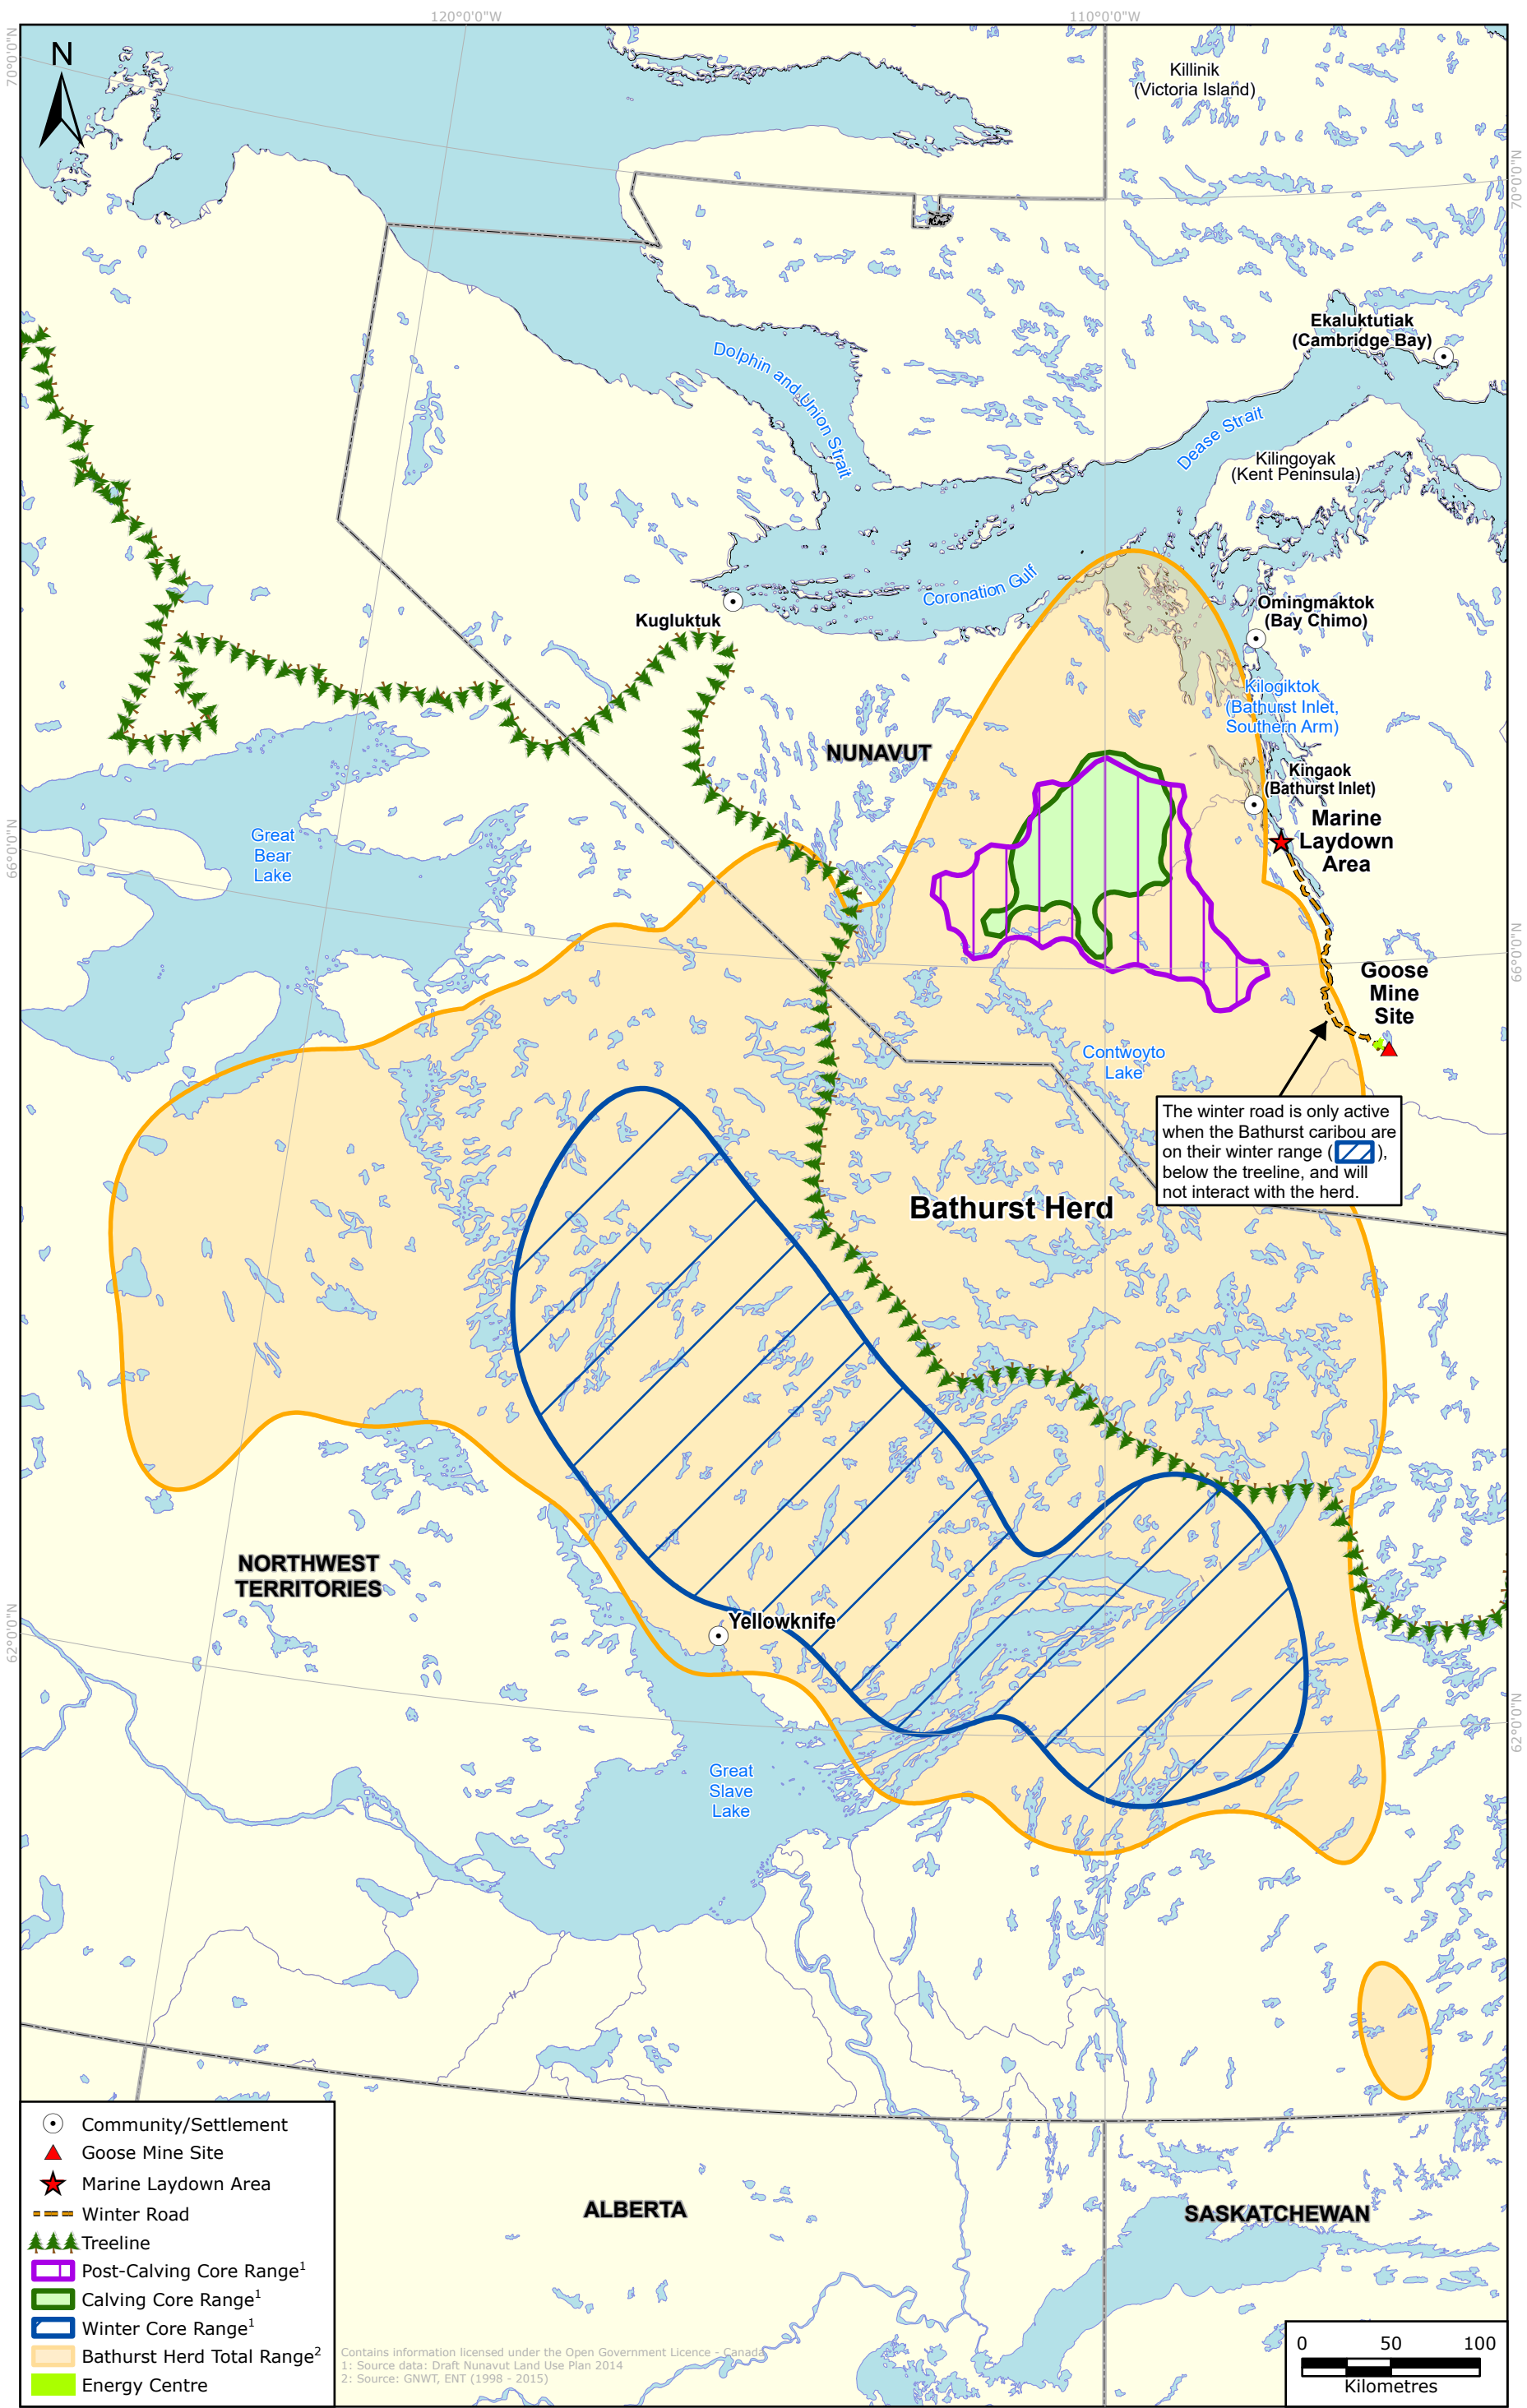 120°0'0"W
110°0'0"W
70°0'0"N
70°0'0"N
N
Killinik
(Victoria Island)
Ekaluktutiak
(Cambridge Bay)
Dolphin and Union Strait
Dease Strait
Kilingoyak
(Kent Peninsula)
Coronation Gulf
Kugluktuk
Omingmaktok
(Bay Chimo)
Kilogiktok
(Bathurst Inlet,
Southern Arm)
NUNAVUT
Kingaok
(Bathurst Inlet)
Marine
Laydown
Area
Great
Bear
Lake
66°0'0"N
66°0'0"N
Goose
Mine
Site
Contwoyto
Lake
The winter road is only active
when the Bathurst caribou are
on their winter range ( ),
below the treeline, and will
not interact with the herd.
Bathurst Herd
NORTHWEST
TERRITORIES
Yellowknife
62°0'0"N
62°0'0"N
Great
Slave
Lake
ALBERTA
SASKATCHEWAN
Community/Settlement
Goose Mine Site
Marine Laydown Area
Winter Road
Treeline
Post-Calving Core Range1
Calving Core Range1
Winter Core Range1
Bathurst Herd Total Range2
Energy Centre
Contains information licensed under the Open Government Licence - Canada
1: Source data: Draft Nunavut Land Use Plan 2014
2: Source: GNWT, ENT (1998 - 2015)
0 50 100
Kilometres